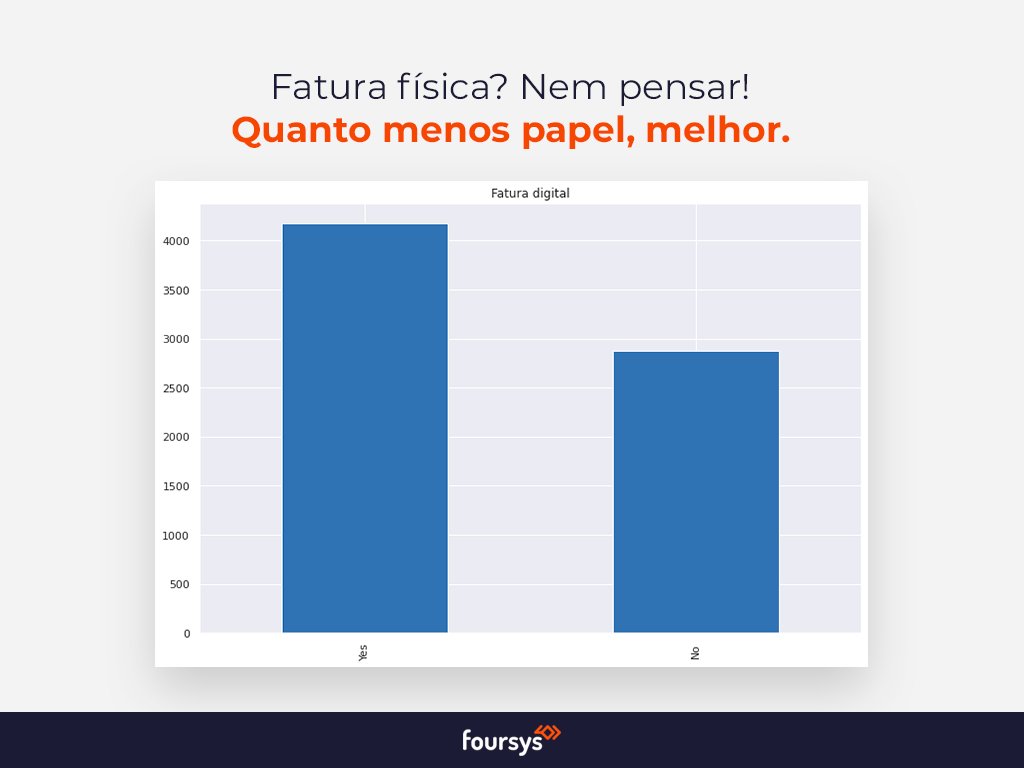 Fatura física? Nem pensar!
Quanto menos papel, melhor.
Fatura digital
4000
3500
3000
2500
2000
1500
1000
500
0
Yes
No
foursys